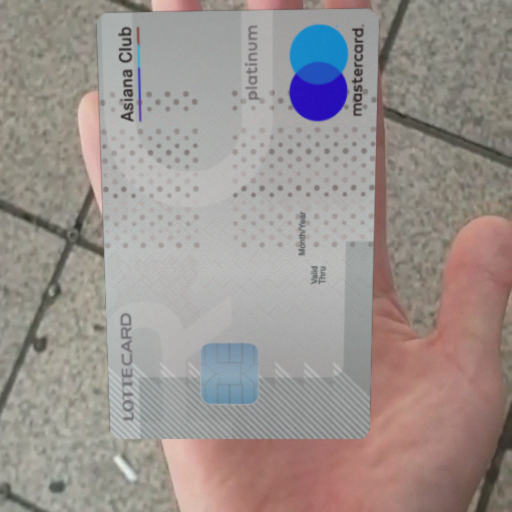 LOTTECARD
Asiana Club
platinum
Month/Year
Valid
Thru
mastercard.